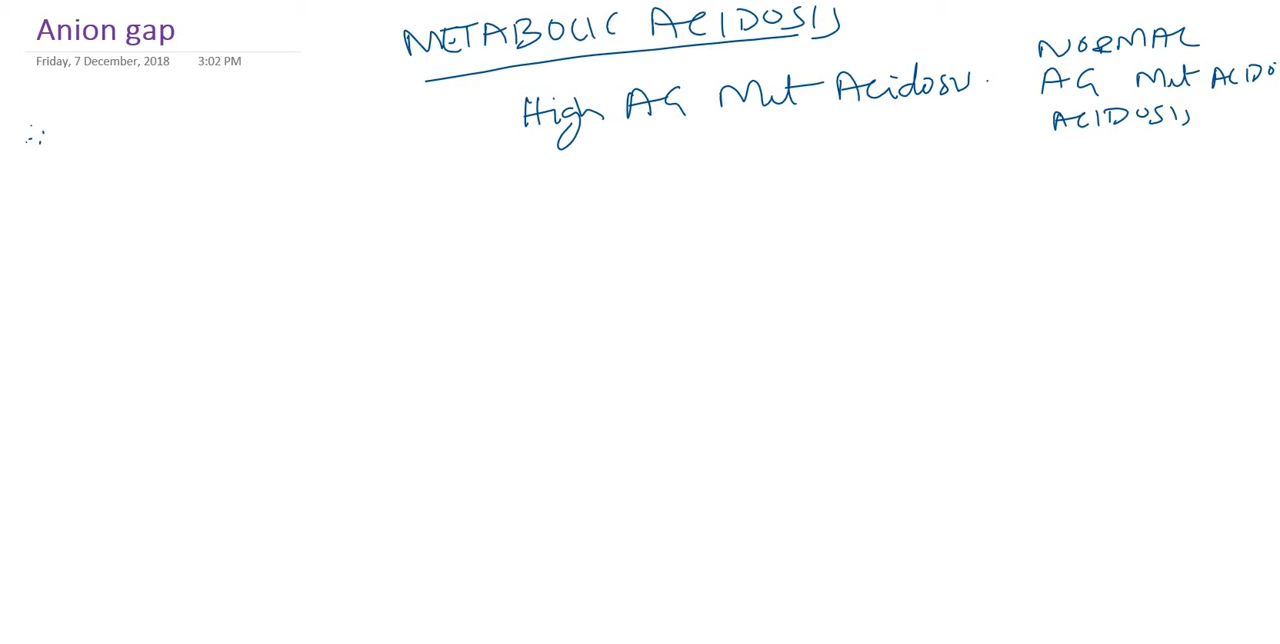 Anion gap
Friday, 7 December, 2018 3:02 PM
METABOLIC ACIDOSIS
High AG Met Acidosis.
NORMAL
AG Met ACIDO
ACIDOSIS